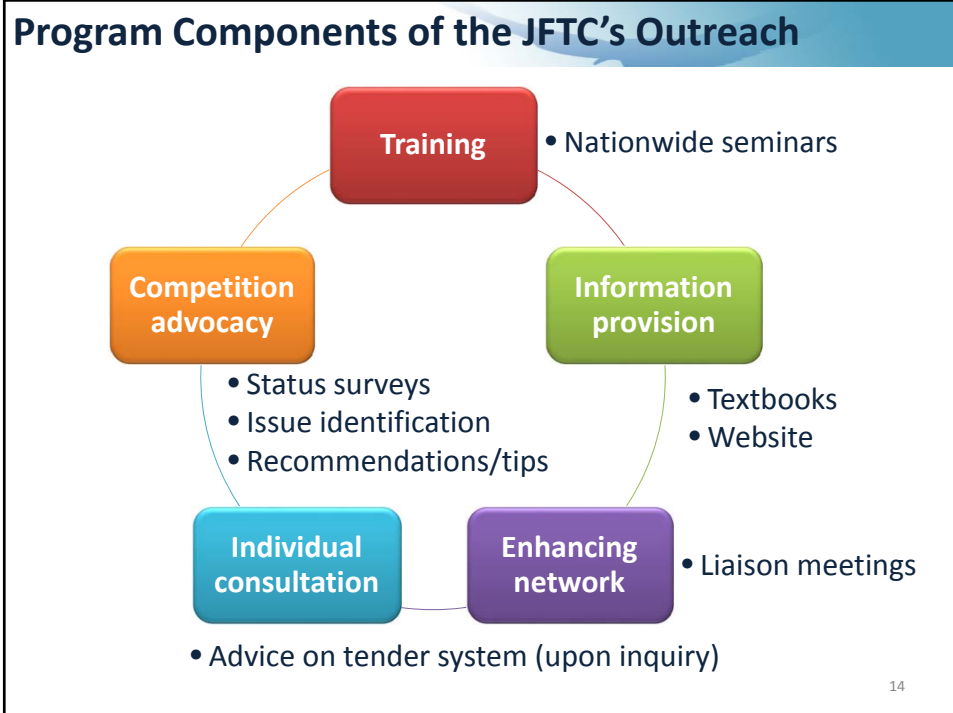 Program Components of the JFTC's Outreach
Training
• Nationwide seminars
Information
provision
• Textbooks
• Website
Enhancing
network
• Liaison meetings
Individual
consultation
• Advice on tender system (upon inquiry)
Competition
advocacy
• Status surveys
• Issue identification
• Recommendations/tips
14